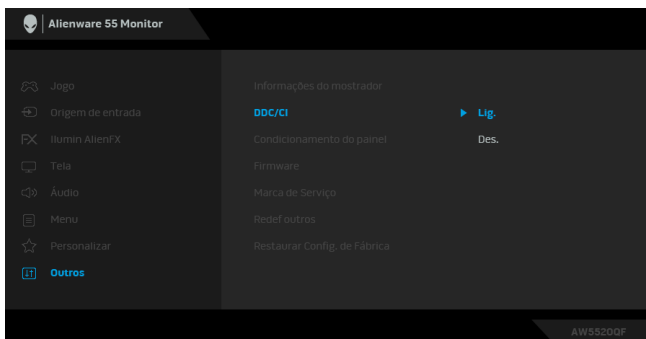 Alienware 55 Monitor
Jogo
Origem de entrada
Ilumin AlienFX
Tela
Áudio
Menu
Personalizar
Outros
Informações do mostrador
DDC/CI
Lig.
Condicionamento do painel
Des.
Firmware
Marca de Serviço
Redef outros
Restaurar Config. de Fábrica
AW5520QF